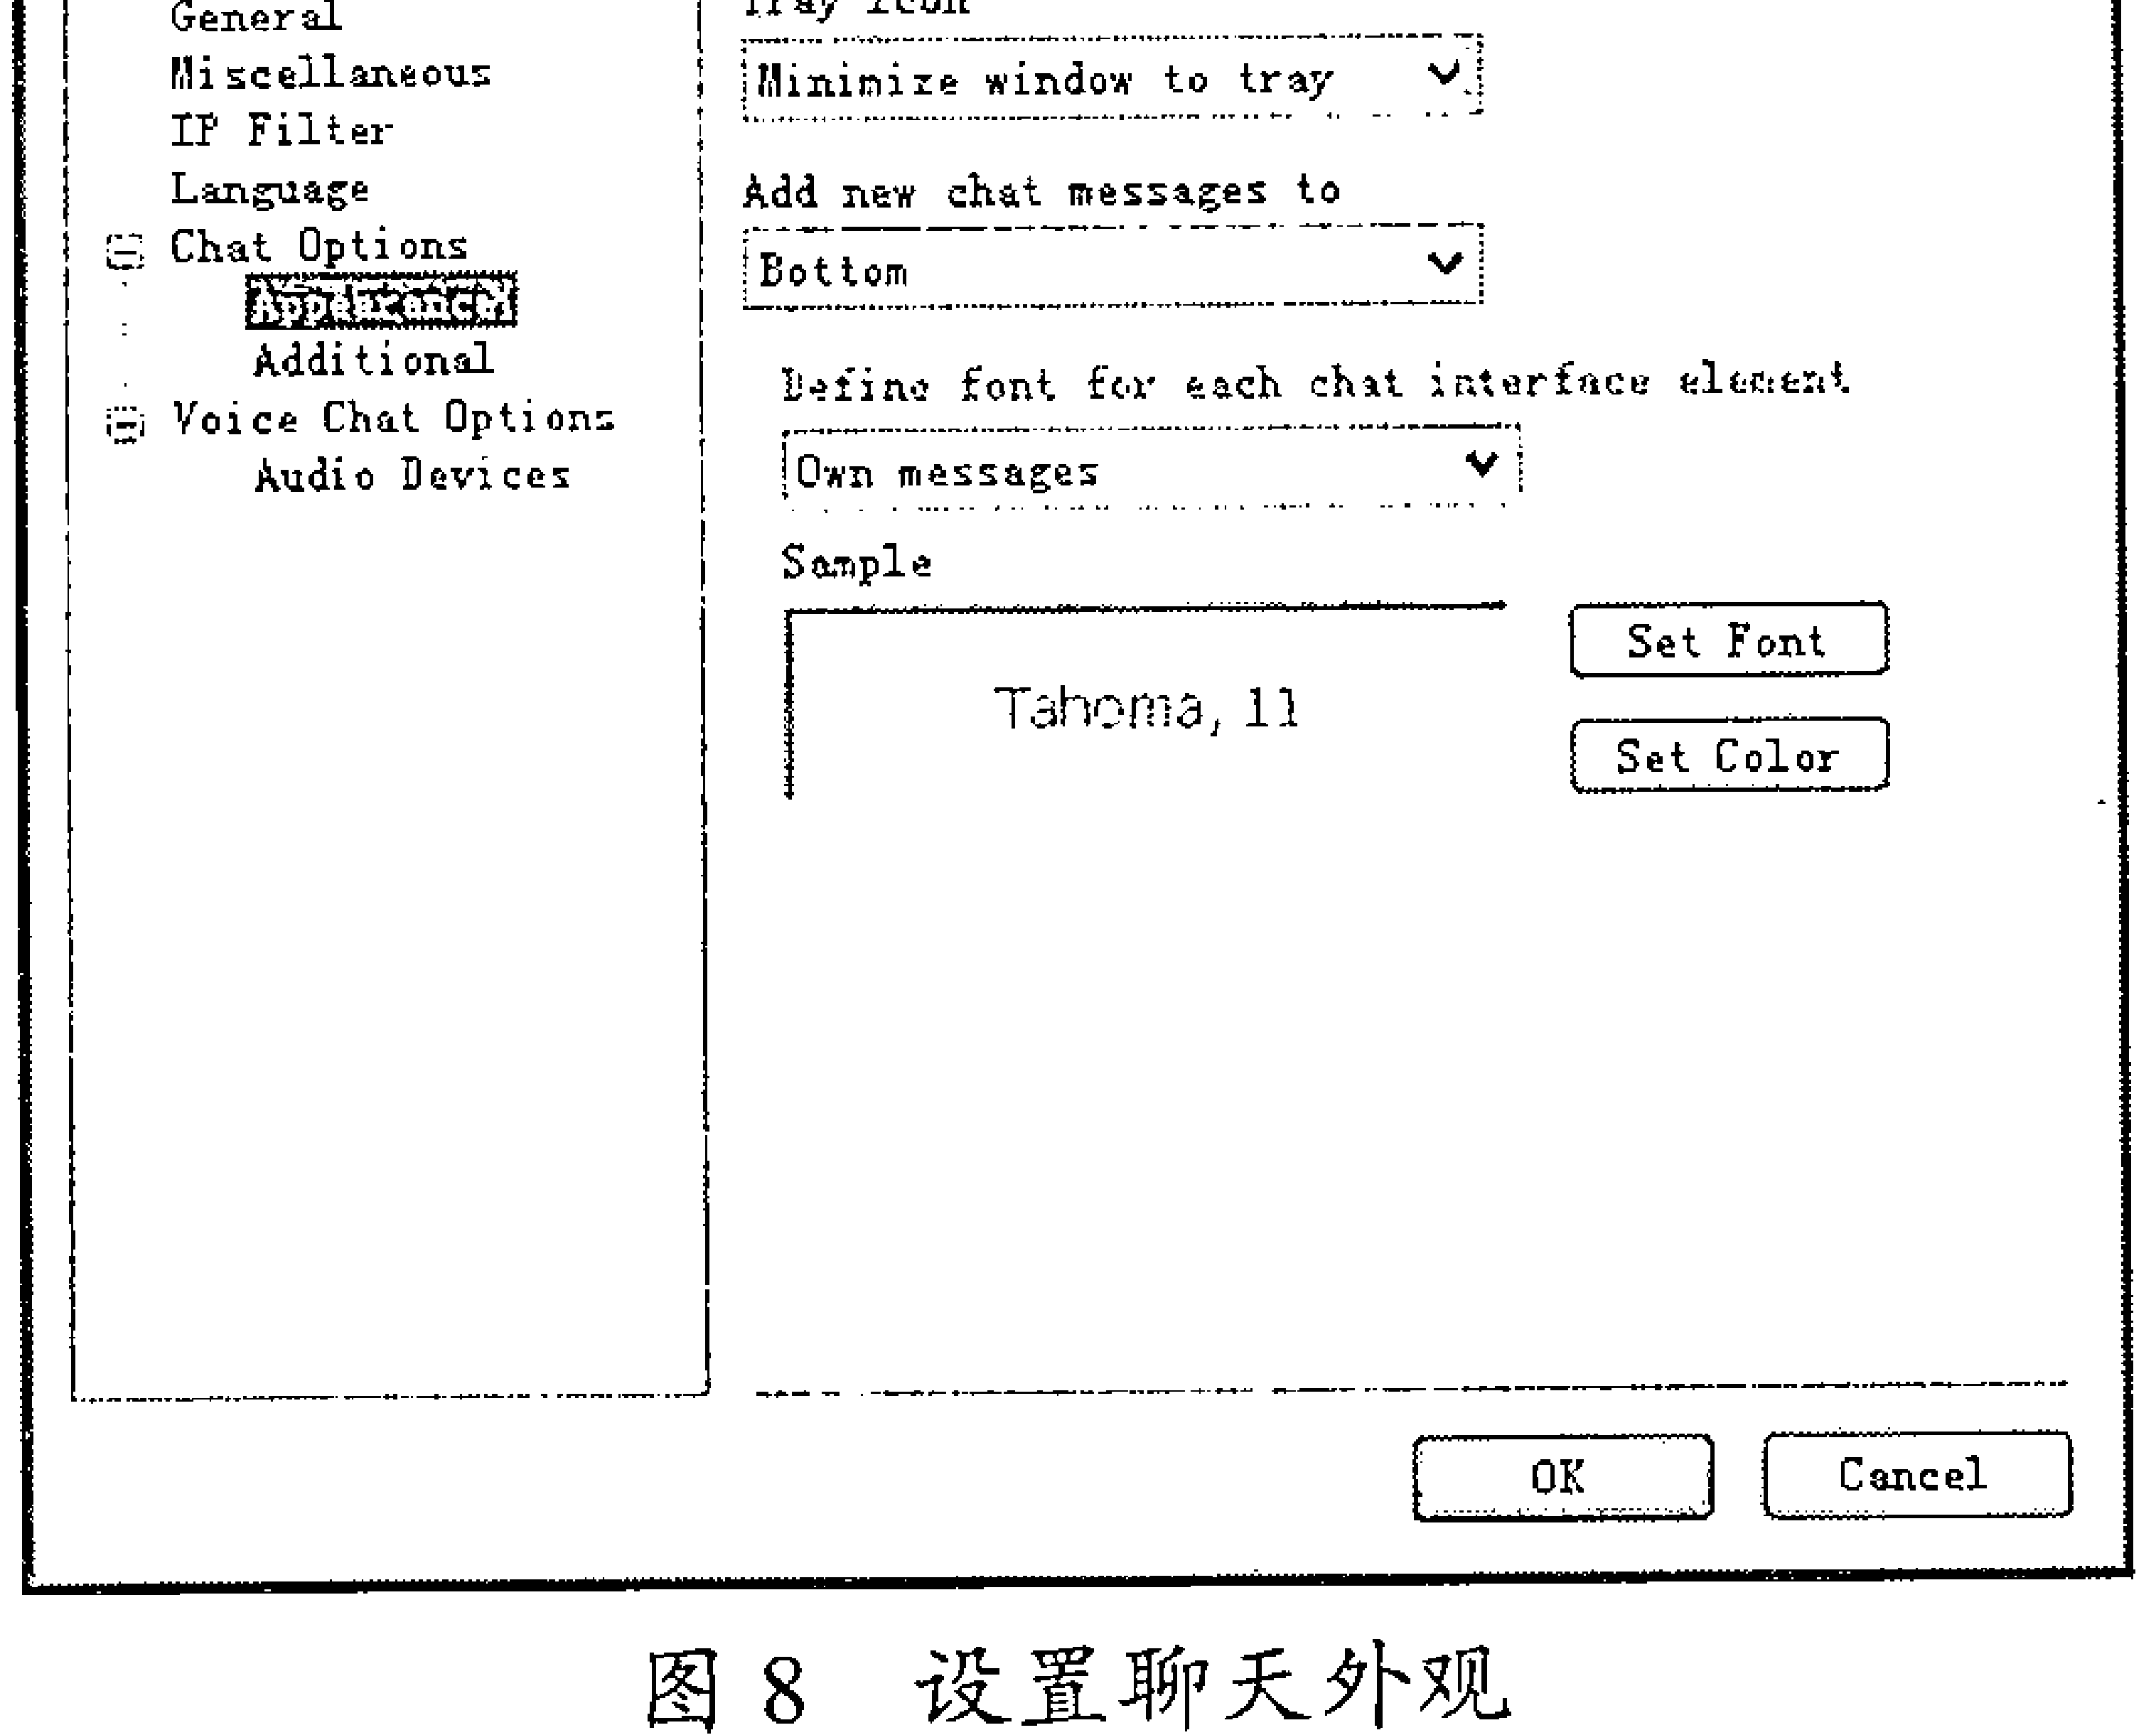 General
Miscellaneous
IP Filter
Language
Chat Options
Appearance
Additional
Voice Chat Options
Audio Devices
Tray icon
Minimize window to tray
Add new chat messages to
Bottom
Define font for each chat interface element
Own messages
Sample
Tahoma, 11
Set Font
Set Color
OK
Cancel
图 8 设置聊天外观